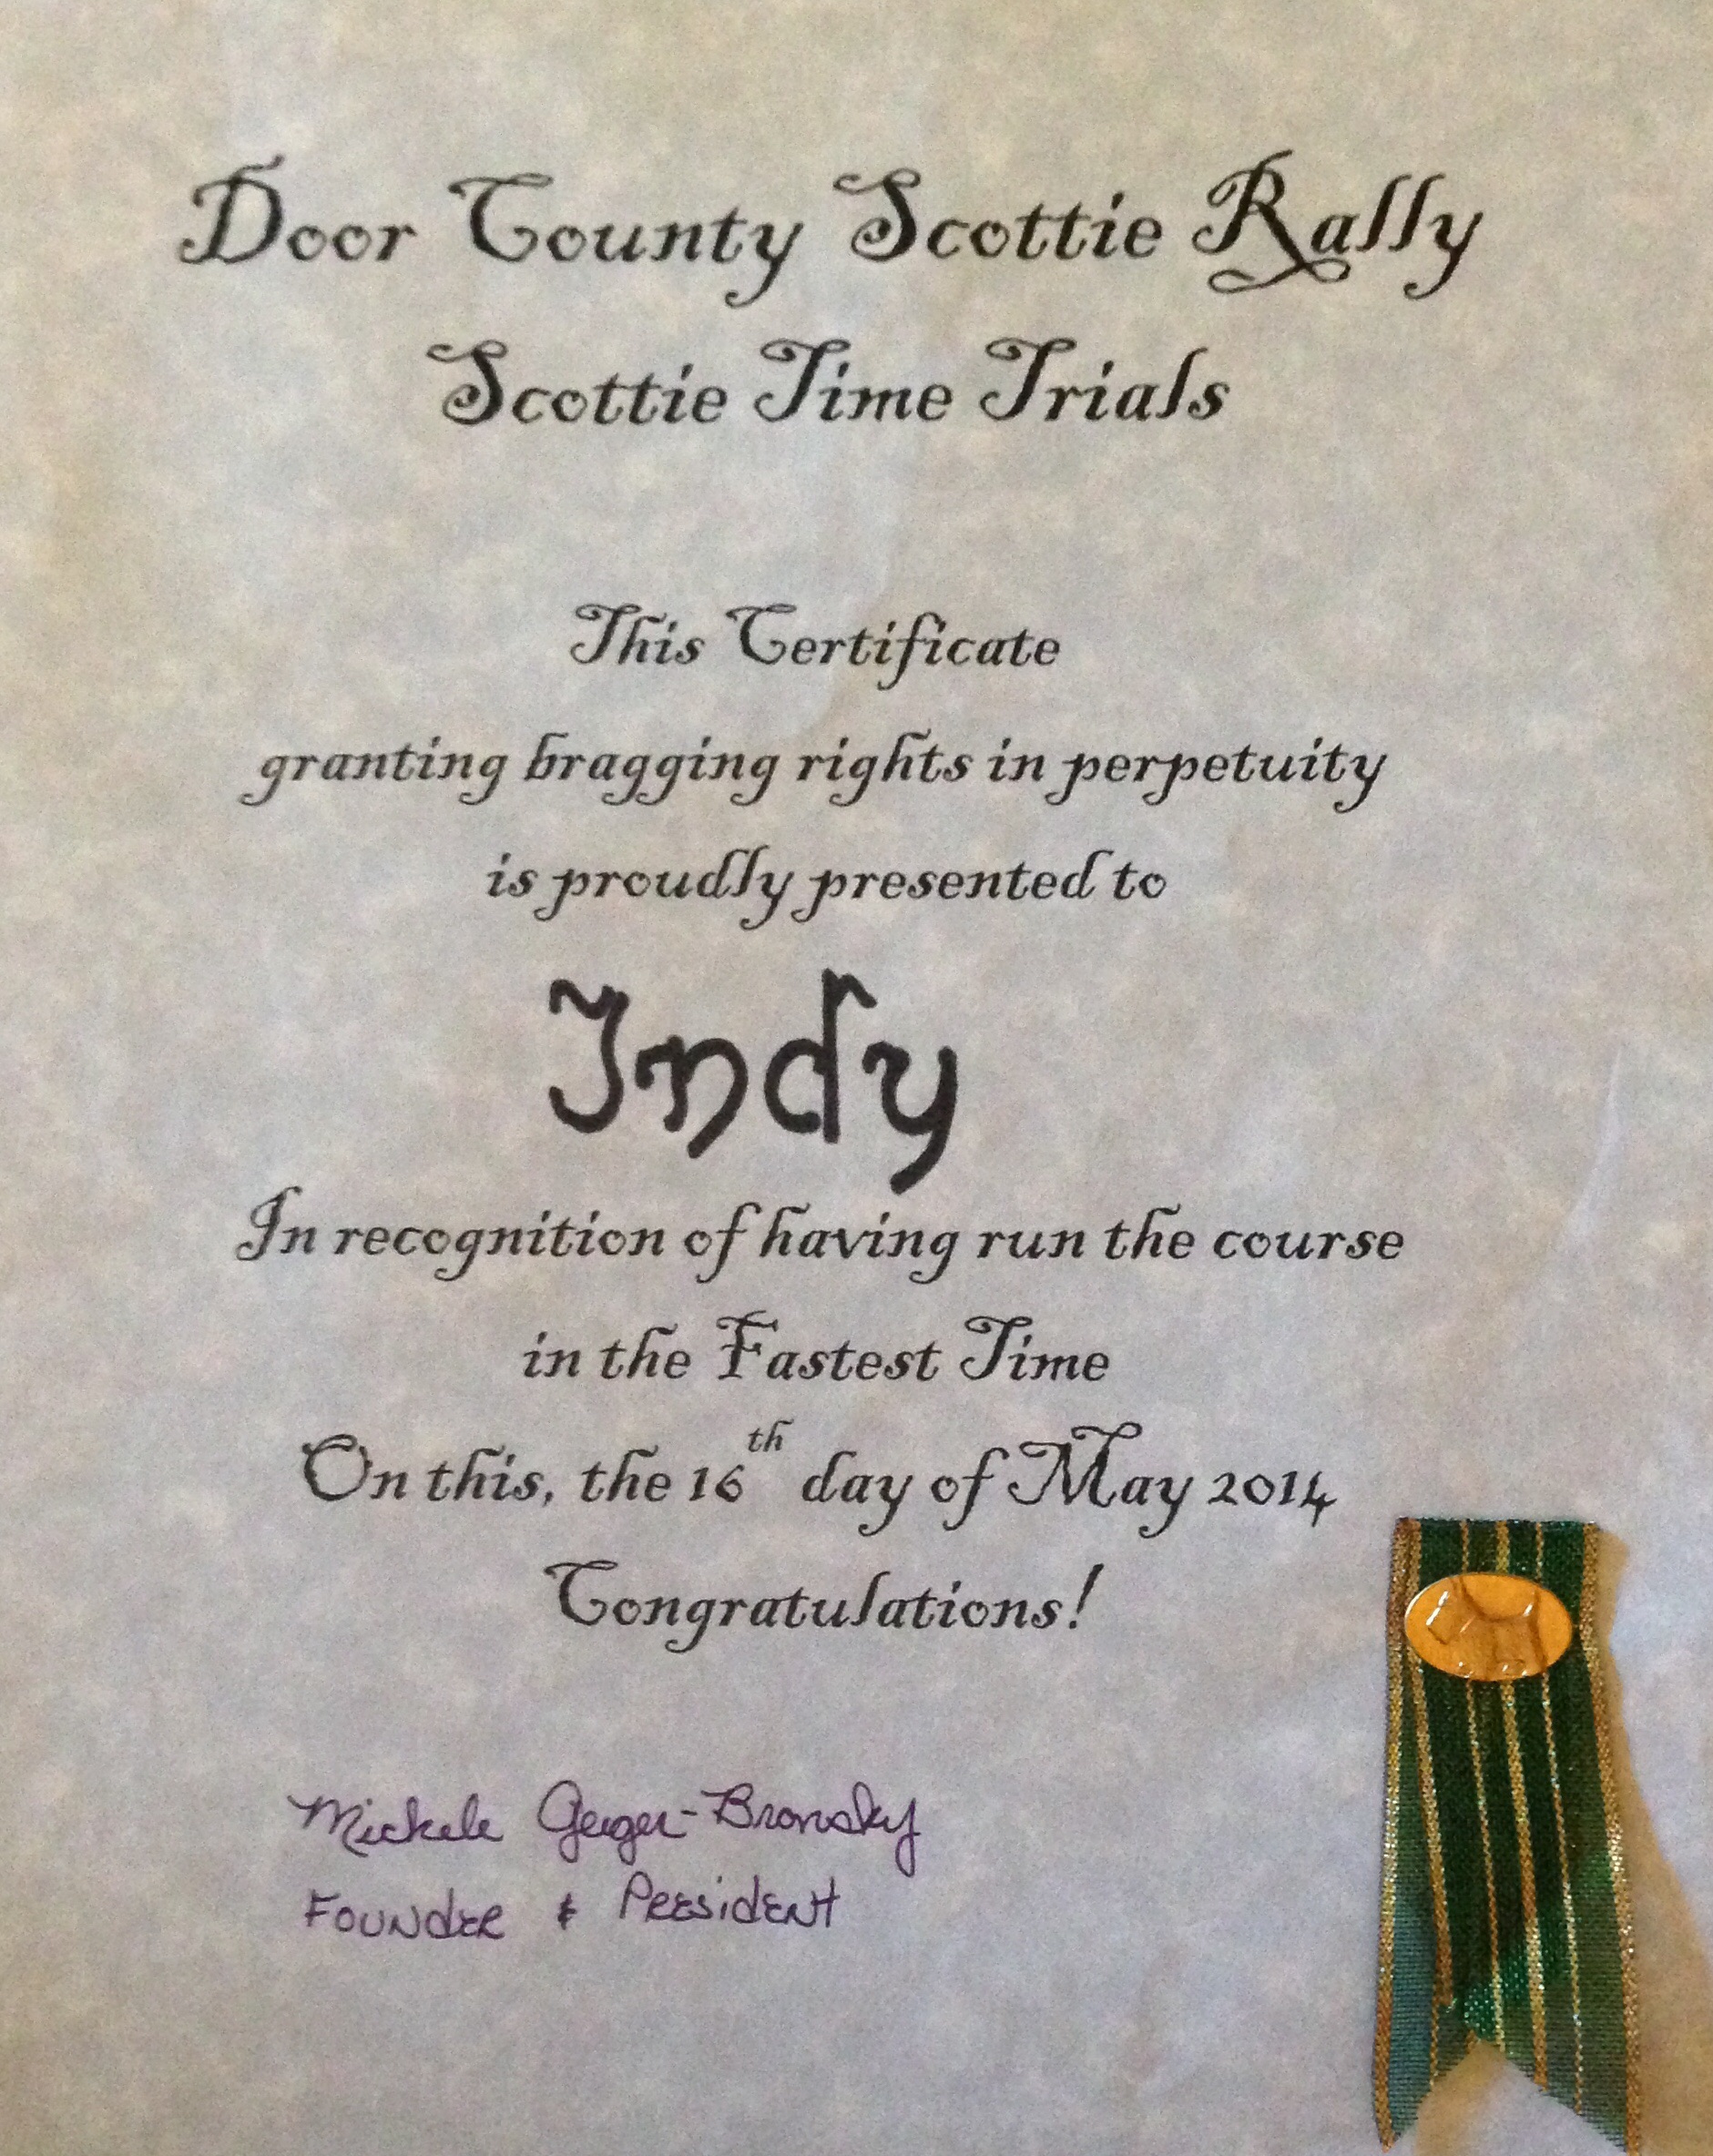 Door County Scottie Rally
Scottie Time Trials
This Certificate
granting bragging rights in perpetuity
is proudly presented to
Indy
In recognition of having run the course
in the Fastest Time
On this, the 16th day of May 2014
Congratulations!
Michele Geiger-Bronsky
Founder & President